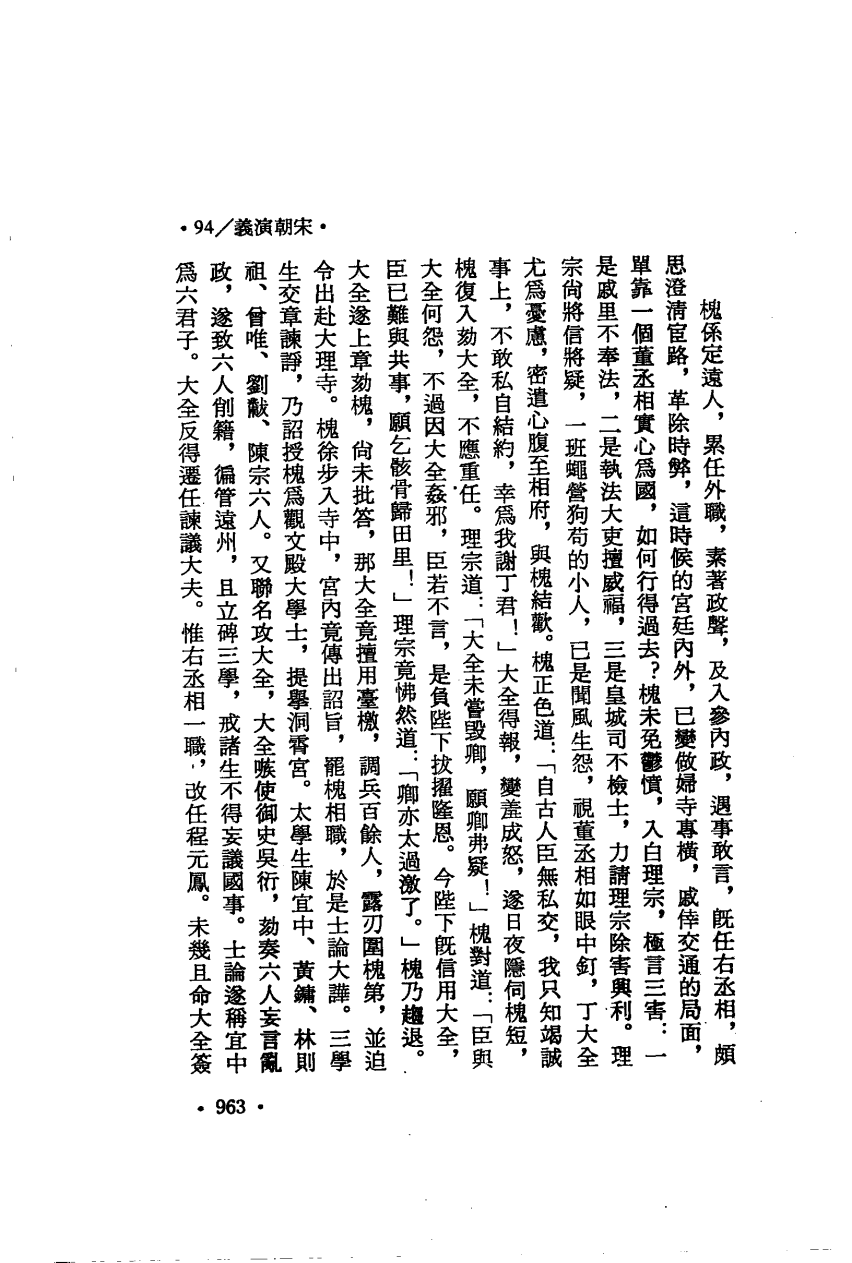 ·94／義演朝宋·
槐係定遠人，累任外職，素著政聲，及入參內政，遇事敢言，旣任右丞相，頗
思澄清宦路，革除時弊，這時候的宮廷內外，已變做婦寺專橫，戚倖交通的局面，
單靠一個董丞相實心爲國，如何行得過去？槐未免鬱憤，入白理宗，極言三害：一
是戚里不奉法，二是執法大吏擅威福，三是皇城司不檢士，力請理宗除害興利。理
宗尙將信將疑，一班蠅營狗苟的小人，已是聞風生怨，視董丞相如眼中釘，丁大全
尤爲憂慮，密遣心腹至相府，與槐結歡。槐正色道：「自古人臣無私交，我只知竭誠
事上，不敢私自結約，幸爲我謝丁君！」大全得報，變羞成怒，遂日夜隱伺槐短，
槐復入劾大全，不應重任。理宗道：「大全未嘗毀卿，願卿弗疑！」槐對道：「臣與
大全何怨，不過因大全姦邪，臣若不言，是負陛下拔擢隆恩。今陛下旣信用大全，
臣已難與共事，願乞骸骨歸田里！」理宗竟怫然道：「卿亦太過激了。」槐乃趨退。
大全遂上章劾槐，尙未批答，那大全竟擅用臺檄，調兵百餘人，露刃圍槐第，並迫
令出赴大理寺。槐徐步入寺中，宮內竟傳出詔旨，罷槐相職，於是士論大譁。三學
生交章諫諍，乃詔授槐爲觀文殿大學士，提擧洞霄宮。太學生陳宜中、黃鏞、林則
祖、曾唯、劉黻、陳宗六人。又聯名攻大全，大全嗾使御史吳衍，劾奏六人妄言亂
政，遂致六人削籍，徧管遠州，且立碑三學，戒諸生不得妄議國事。士論遂稱宜中
爲六君子。大全反得遷任諫議大夫。惟右丞相一職，改任程元鳳。未幾且命大全簽
·963·